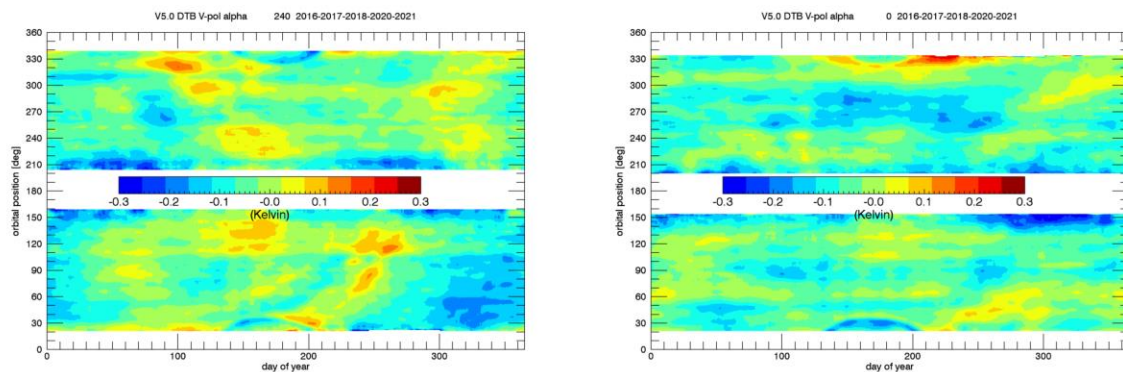 V5.0 DTB V-pol alpha 240 2016-2017-2018-2020-2021
360
330
300
270
240
210
180
150
120
90
60
30
0
orbital position [deg]
-0.3 -0.2 -0.1 -0.0 0.1 0.2 0.3
(Kelvin)
0 100 200 300
day of year
V5.0 DTB V-pol alpha 0 2016-2017-2018-2020-2021
360
330
300
270
240
210
180
150
120
90
60
30
0
orbital position [deg]
-0.3 -0.2 -0.1 -0.0 0.1 0.2 0.3
(Kelvin)
0 100 200 300
day of year